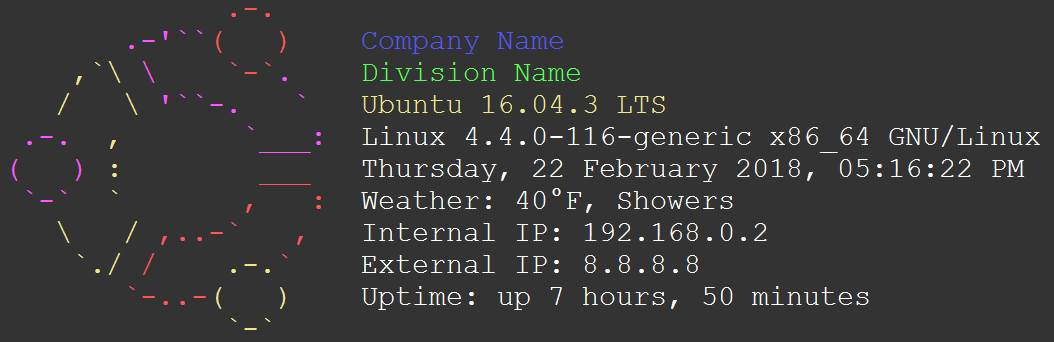 Company Name
Division Name
Ubuntu 16.04.3 LTS
Linux 4.4.0-116-generic x86_64 GNU/Linux
Thursday, 22 February 2018, 05:16:22 PM
Weather: 40°F, Showers
Internal IP: 192.168.0.2
External IP: 8.8.8.8
Uptime: up 7 hours, 50 minutes